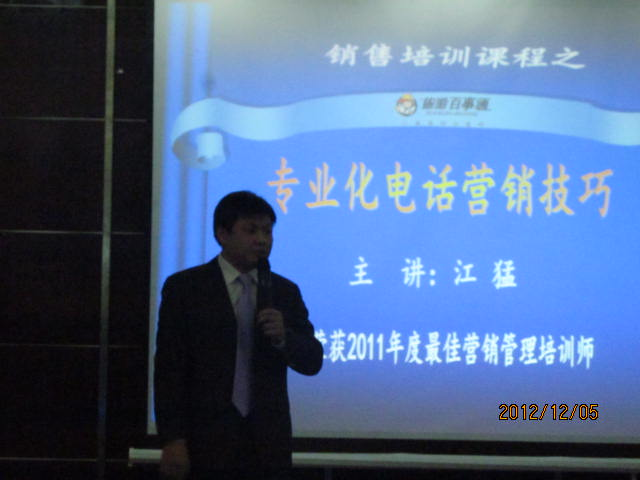 销售培训课程之
旅游百事通
专业化电话营销技巧
主 讲：江 猛
荣获2011年度最佳营销管理培训师
2012/12/05